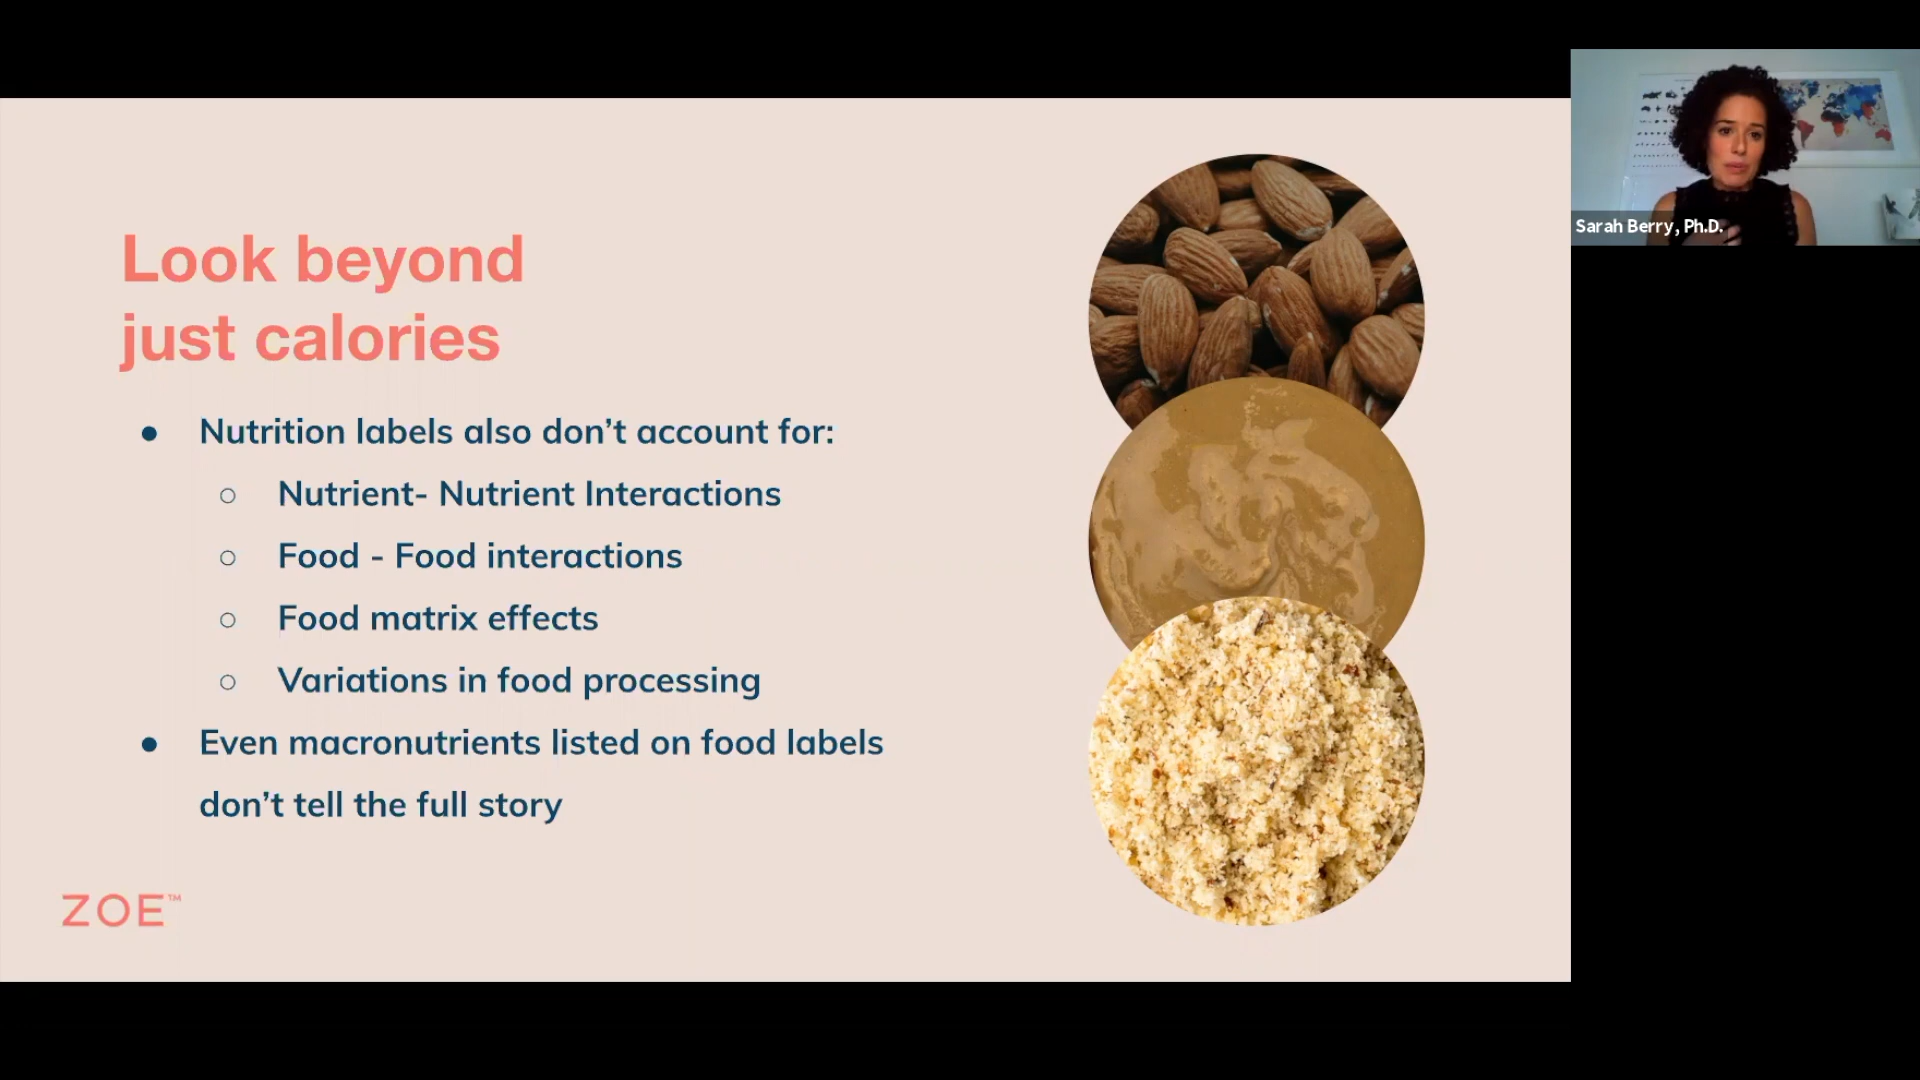 Look beyond
just calories
● Nutrition labels also don’t account for:
○ Nutrient- Nutrient Interactions
○ Food - Food interactions
○ Food matrix effects
○ Variations in food processing
● Even macronutrients listed on food labels
don’t tell the full story
ZOE™
Sarah Berry, Ph.D.